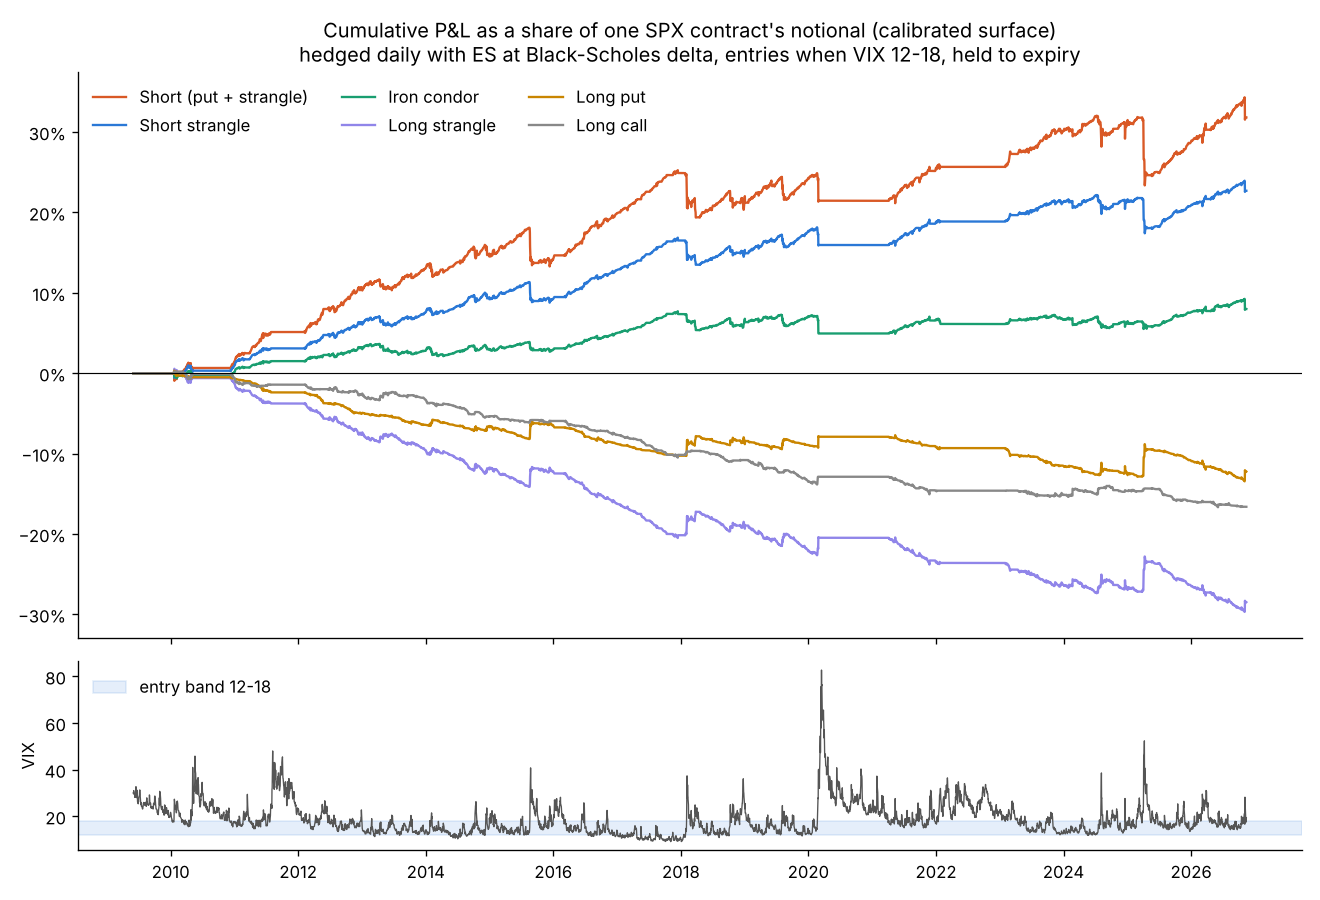 Cumulative P&L as a share of one SPX contract's notional (calibrated surface)
hedged daily with ES at Black-Scholes delta, entries when VIX 12-18, held to expiry
Short (put + strangle)
Short strangle
Iron condor
Long strangle
Long put
Long call
30%
20%
10%
0%
−10%
−20%
−30%
entry band 12-18
VIX
80
60
40
20
2010 2012 2014 2016 2018 2020 2022 2024 2026